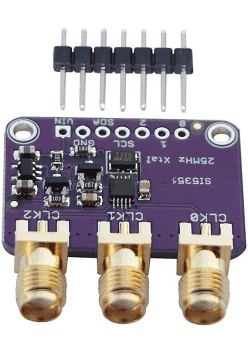 VIN GND SDA SCL 2 1 0
25MHz Xtal
SI5351
CLK2 CLK1 CLK0